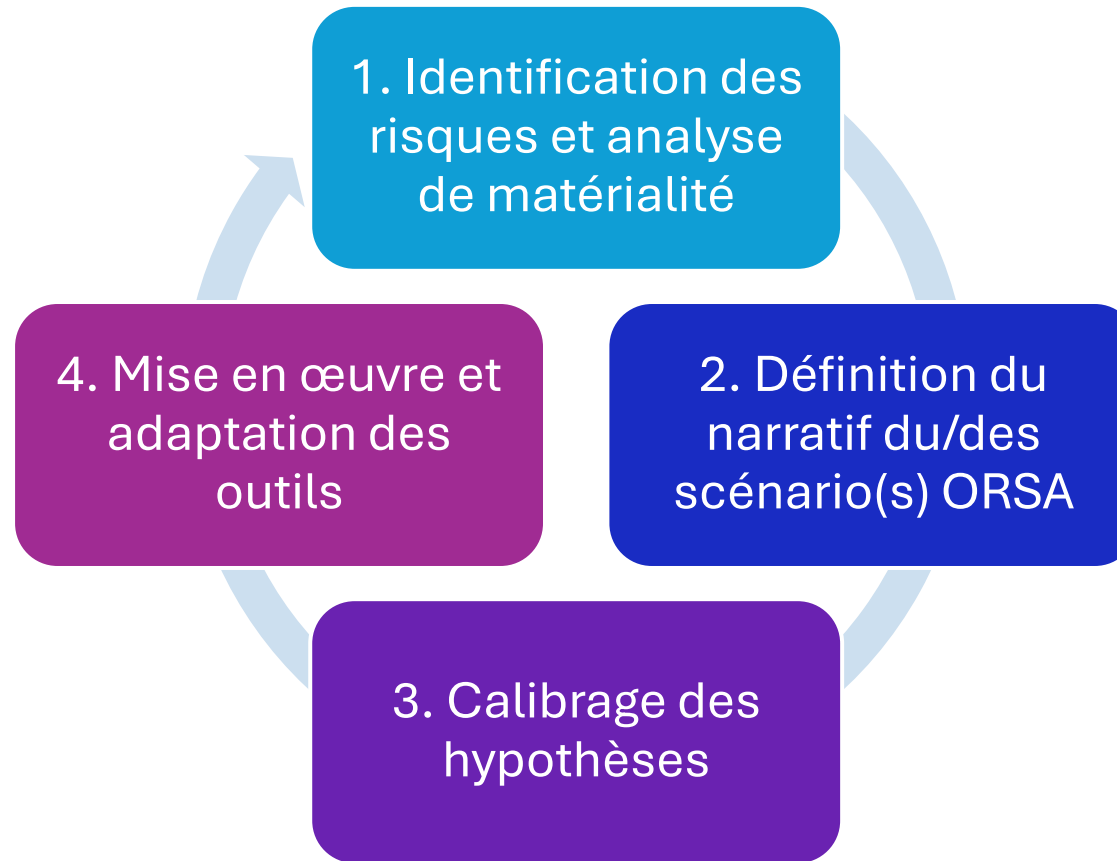 1. Identification des
risques et analyse
de matérialité
2. Définition du
narratif du/des
scénario(s) ORSA
3. Calibrage des
hypothèses
4. Mise en œuvre et
adaptation des
outils